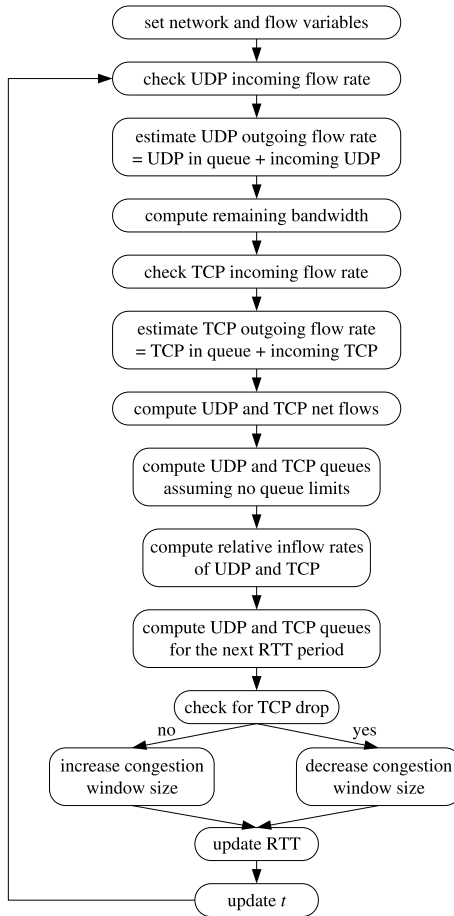 set network and flow variables
check UDP incoming flow rate
estimate UDP outgoing flow rate
= UDP in queue + incoming UDP
compute remaining bandwidth
check TCP incoming flow rate
estimate TCP outgoing flow rate
= TCP in queue + incoming TCP
compute UDP and TCP net flows
compute UDP and TCP queues
assuming no queue limits
compute relative inflow rates
of UDP and TCP
compute UDP and TCP queues
for the next RTT period
check for TCP drop
no
yes
increase congestion
window size
decrease congestion
window size
update RTT
update t